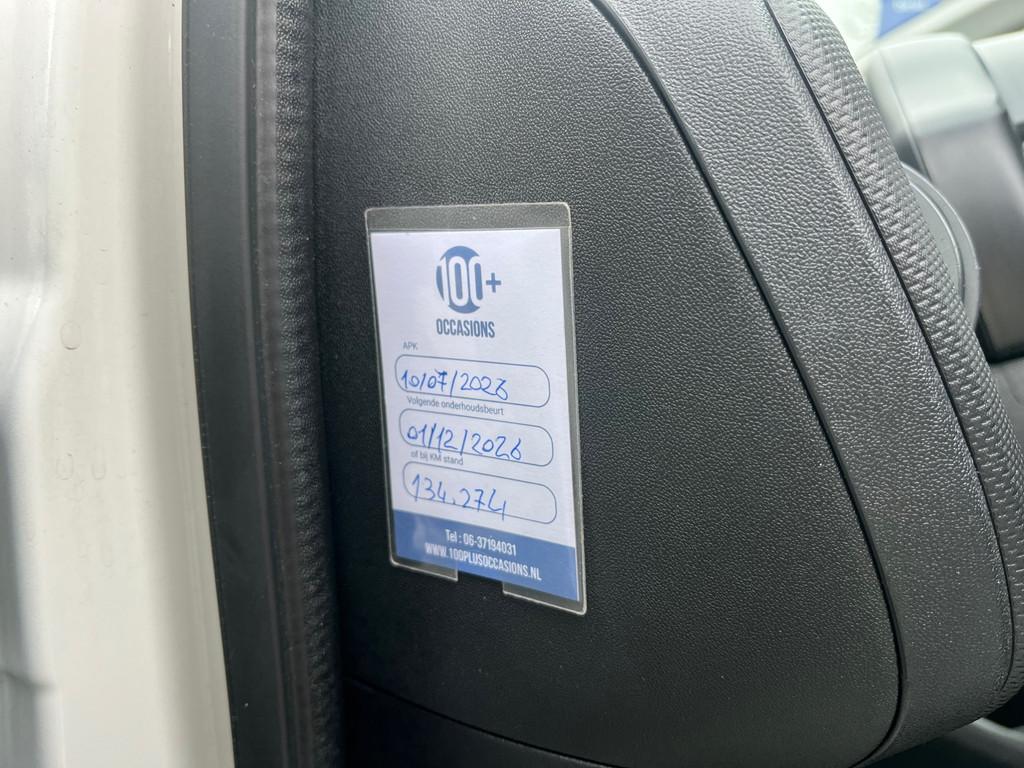 100+
OCCASIONS
APK
10/07/2026
Volgende onderhoudsbeurt
01/12/2026
of bij KM stand
134.274
Tel : 06-37194031
WWW.100PLUSOCCASIONS.NL